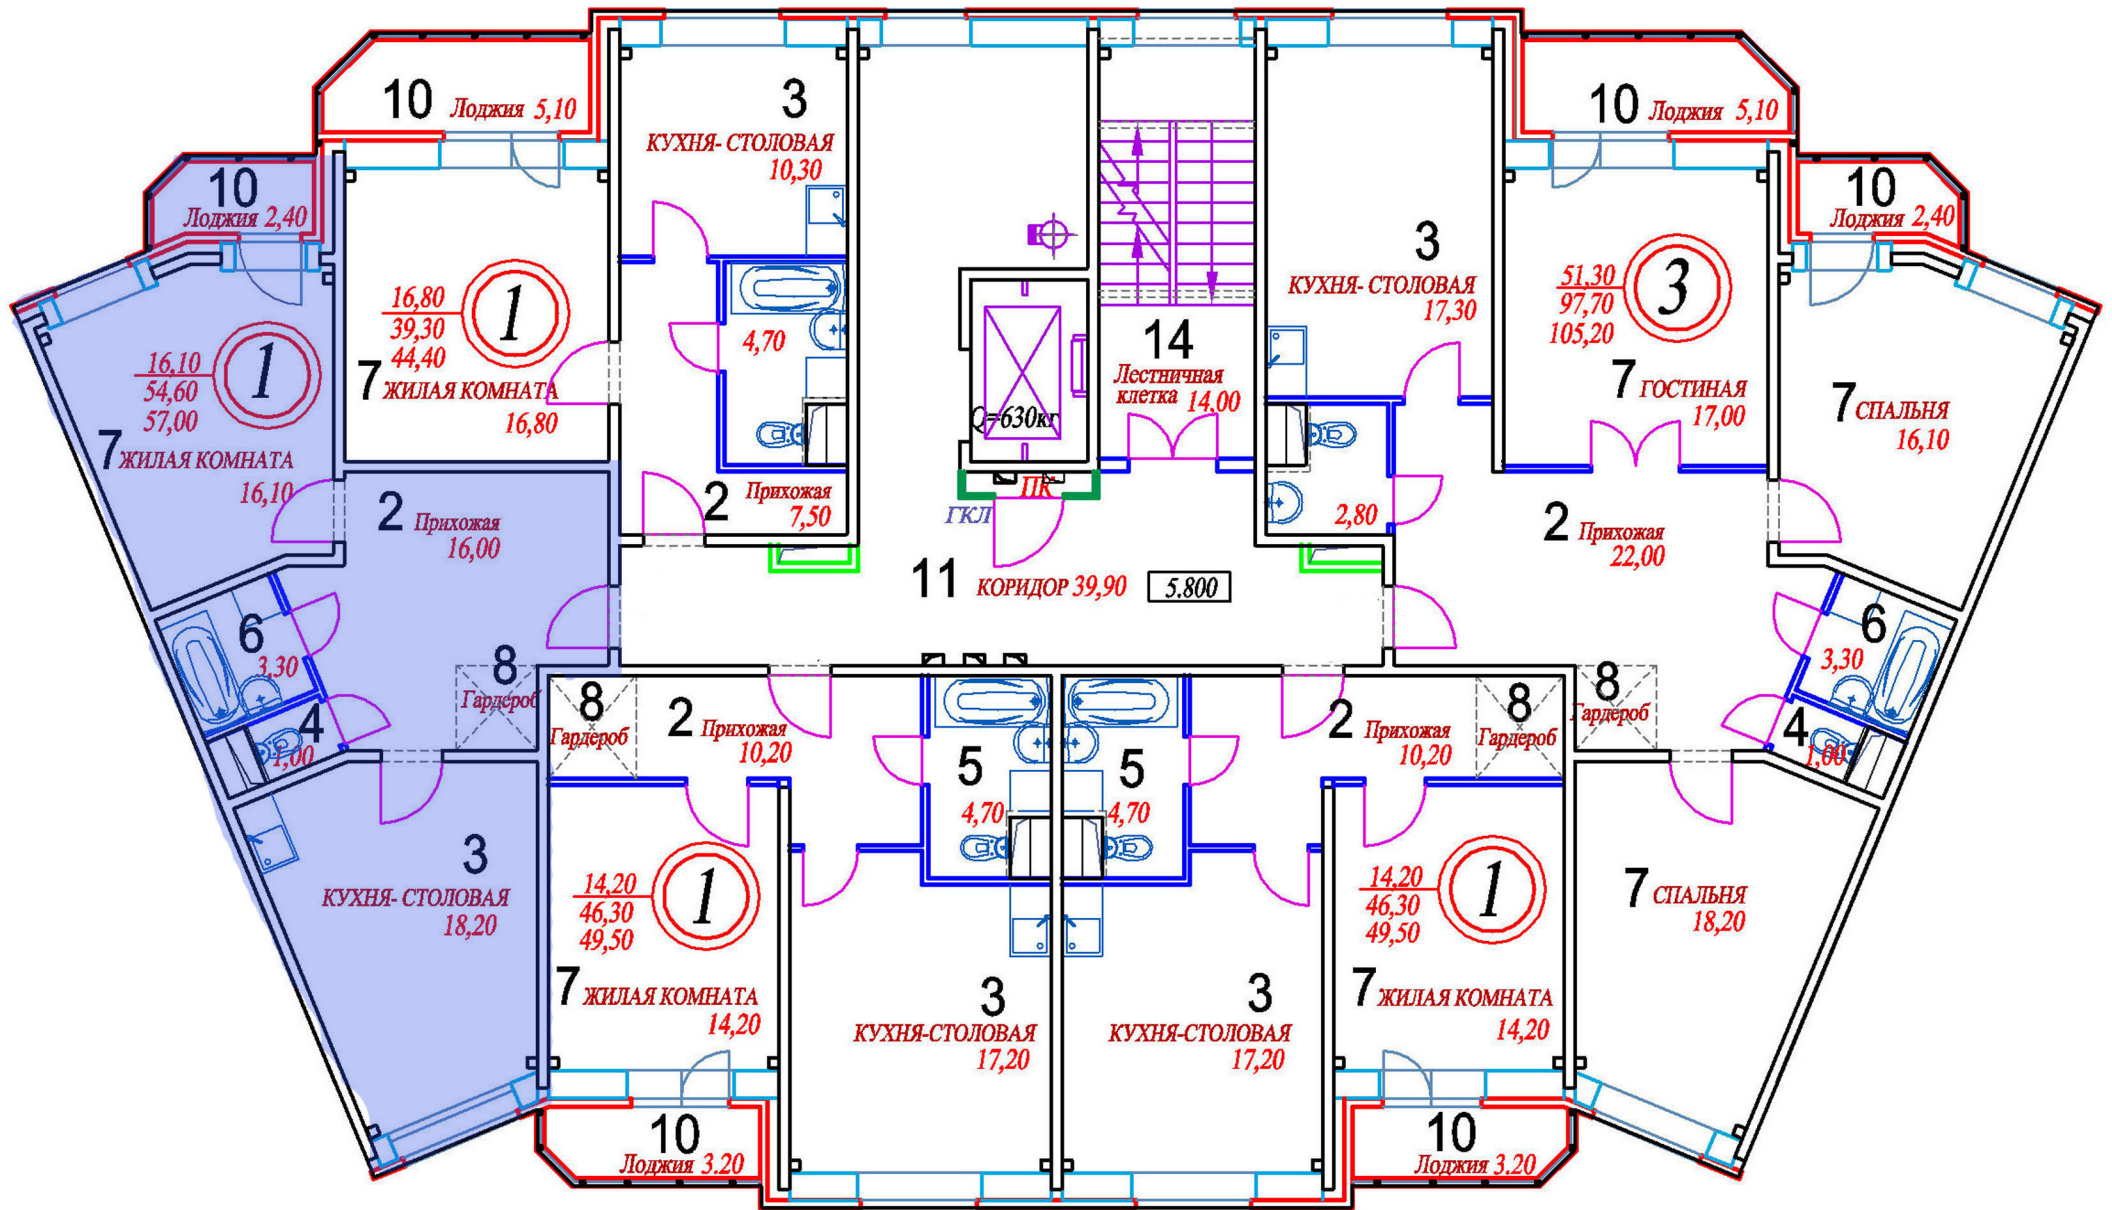 10 Лоджия 5,10
3
КУХНЯ- СТОЛОВАЯ
10,30
10 Лоджия 5,10
10
Лоджия 2,40
10
Лоджия 2,40
16,80
39,30
44,40
1
7 ЖИЛАЯ КОМНАТА
16,80
4,70
3
КУХНЯ- СТОЛОВАЯ
17,30
51,30
97,70
105,20
3
7 ГОСТИНАЯ
17,00
16,10
54,60
57,00
1
7 ЖИЛАЯ КОМНАТА
16,10
14
Лестничная
клетка 14,00
Q=630кг
7 СПАЛЬНЯ
16,10
2 Прихожая
16,00
2 Прихожая
7,50
ПК
ГКЛ
2,80
2 Прихожая
22,00
11 КОРИДОР 39,90
5.800
6
3,30
6
3,30
8
Гардероб
4
1,00
8
Гардероб
2 Прихожая
10,20
5
4,70
5
4,70
2 Прихожая
10,20
8
Гардероб
8
Гардероб
4
1,00
3
КУХНЯ- СТОЛОВАЯ
18,20
14,20
46,30
49,50
1
7 ЖИЛАЯ КОМНАТА
14,20
3
КУХНЯ-СТОЛОВАЯ
17,20
3
КУХНЯ-СТОЛОВАЯ
17,20
14,20
46,30
49,50
1
7 ЖИЛАЯ КОМНАТА
14,20
7 СПАЛЬНЯ
18,20
10
Лоджия 3.20
10
Лоджия 3.20